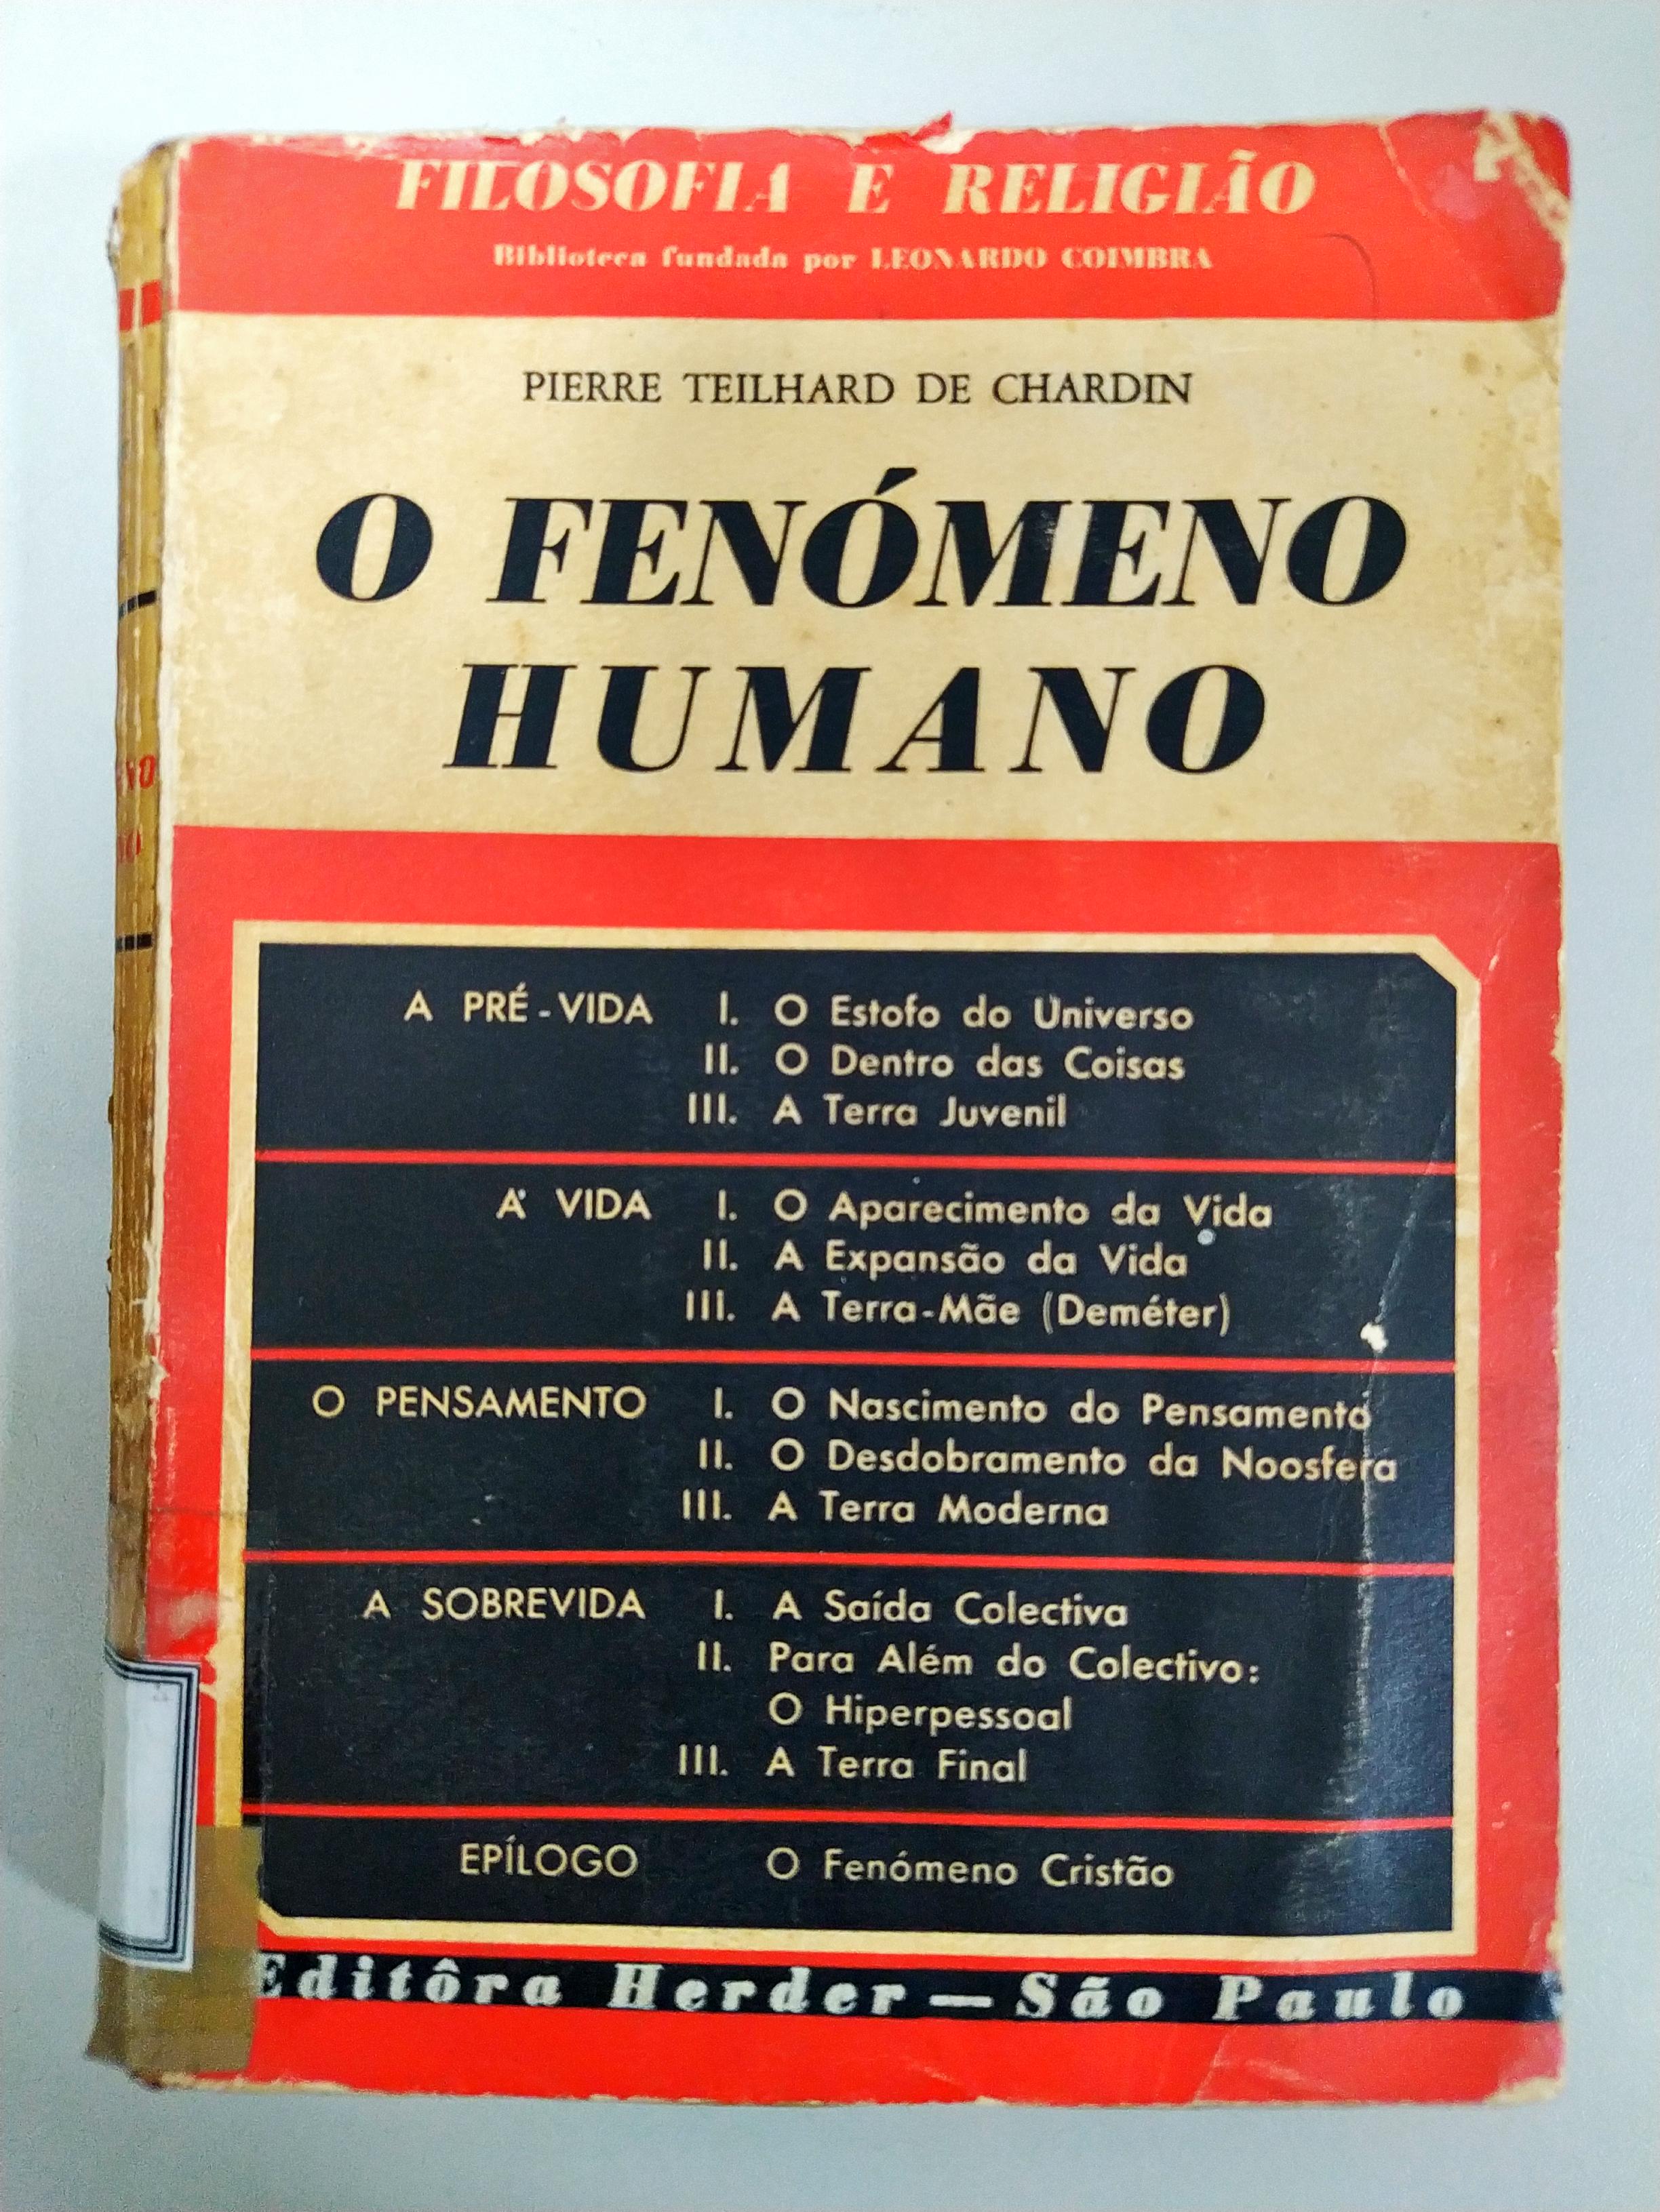 FILOSOFIA E RELIGIÃO
Biblioteca fundada por LEONARDO COIMBRA
PIERRE TEILHARD DE CHARDIN
O FENÓMENO
HUMANO
A PRÉ-VIDA I. O Estofo do Universo
II. O Dentro das Coisas
III. A Terra Juvenil
A VIDA I. O Aparecimento da Vida
II. A Expansão da Vida
III. A Terra-Mãe (Deméter)
O PENSAMENTO I. O Nascimento do Pensamento
II. O Desdobramento da Noosfera
III. A Terra Moderna
A SOBREVIDA I. A Saída Colectiva
II. Para Além do Colectivo:
O Hiperpessoal
III. A Terra Final
EPÍLOGO O Fenómeno Cristão
Editôra Herder — São Paulo